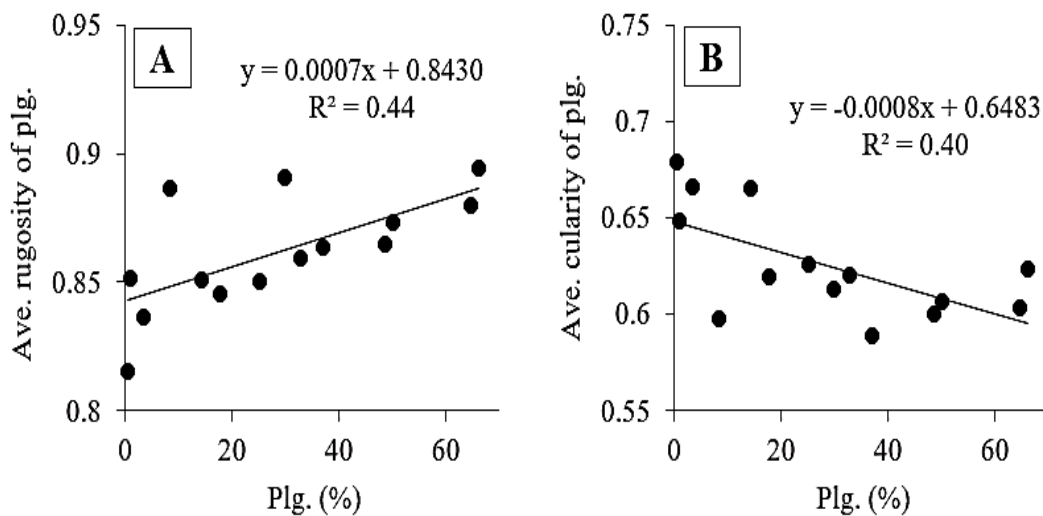 A
y = 0.0007x + 0.8430
R² = 0.44
Ave. rugosity of plg.
0.95
0.9
0.85
0.8
0
20
40
60
Plg. (%)
B
y = -0.0008x + 0.6483
R² = 0.40
Ave. cularity of plg.
0.75
0.7
0.65
0.6
0.55
0
20
40
60
Plg. (%)